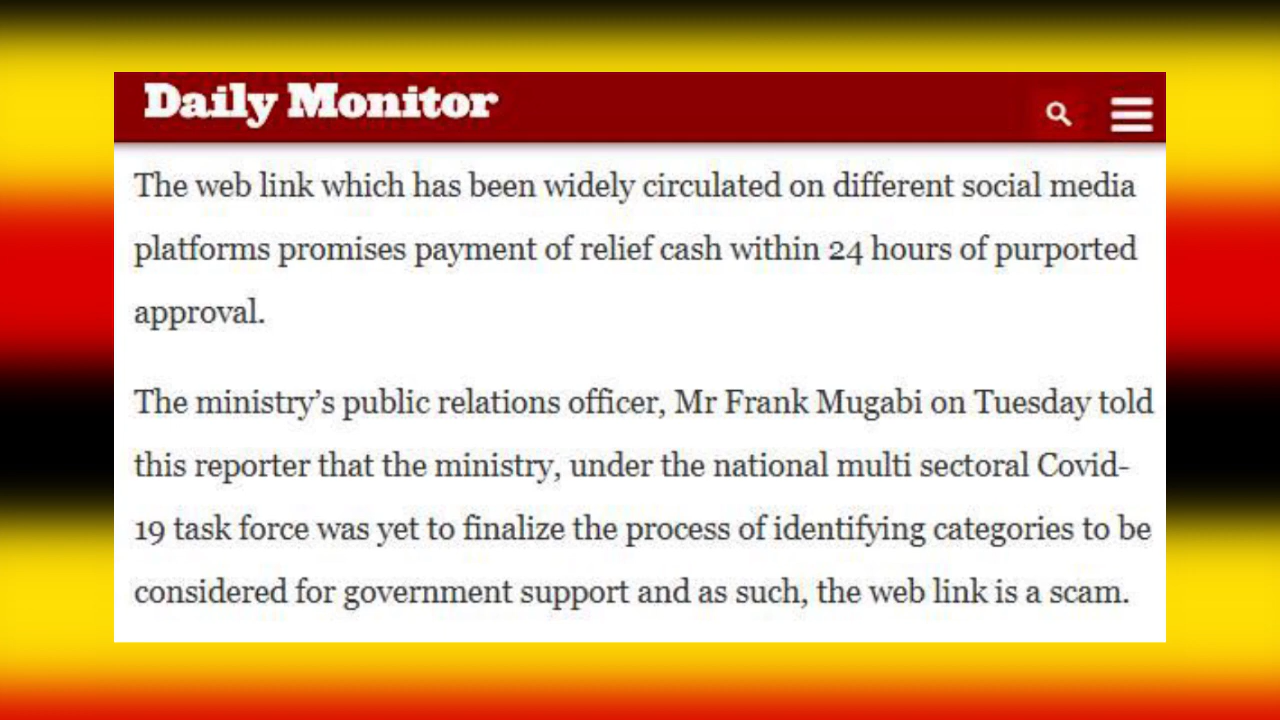 Daily Monitor
The web link which has been widely circulated on different social media
platforms promises payment of relief cash within 24 hours of purported
approval.
The ministry’s public relations officer, Mr Frank Mugabi on Tuesday told
this reporter that the ministry, under the national multi sectoral Covid-
19 task force was yet to finalize the process of identifying categories to be
considered for government support and as such, the web link is a scam.